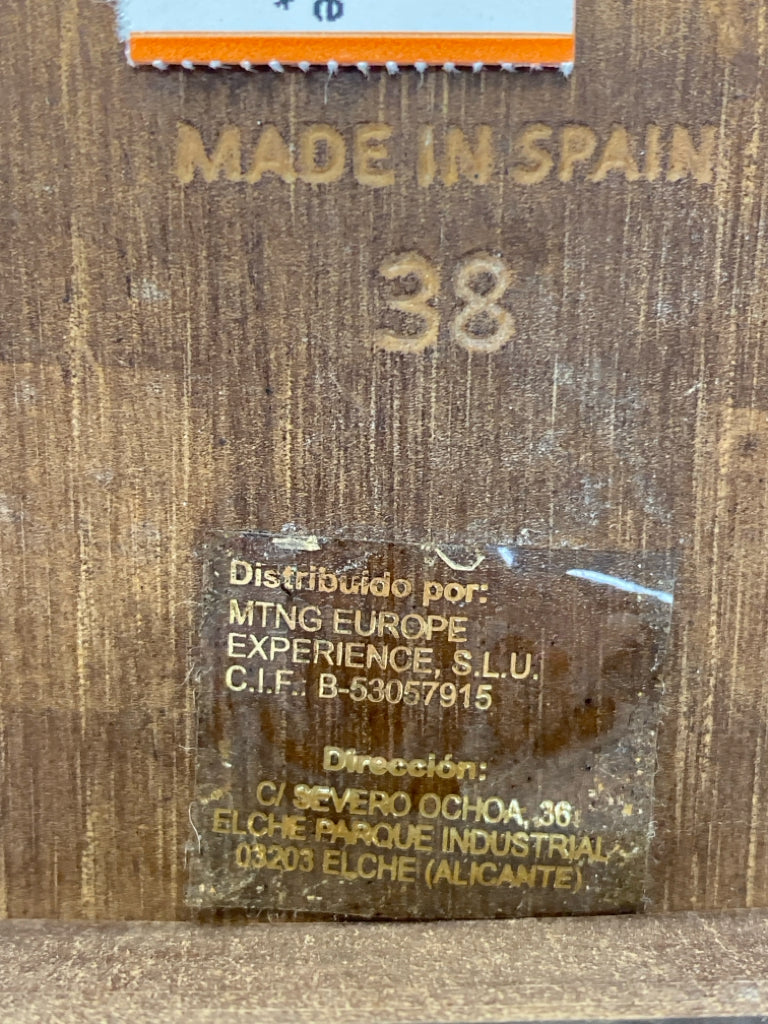 MADE IN SPAIN
38
Distribuido por:
MTNG EUROPE
EXPERIENCE, S.L.U.
C.I.F.: B-53057915
Dirección:
C/ SEVERO OCHOA, 36
ELCHE PARQUE INDUSTRIAL
03203 ELCHE (ALICANTE)